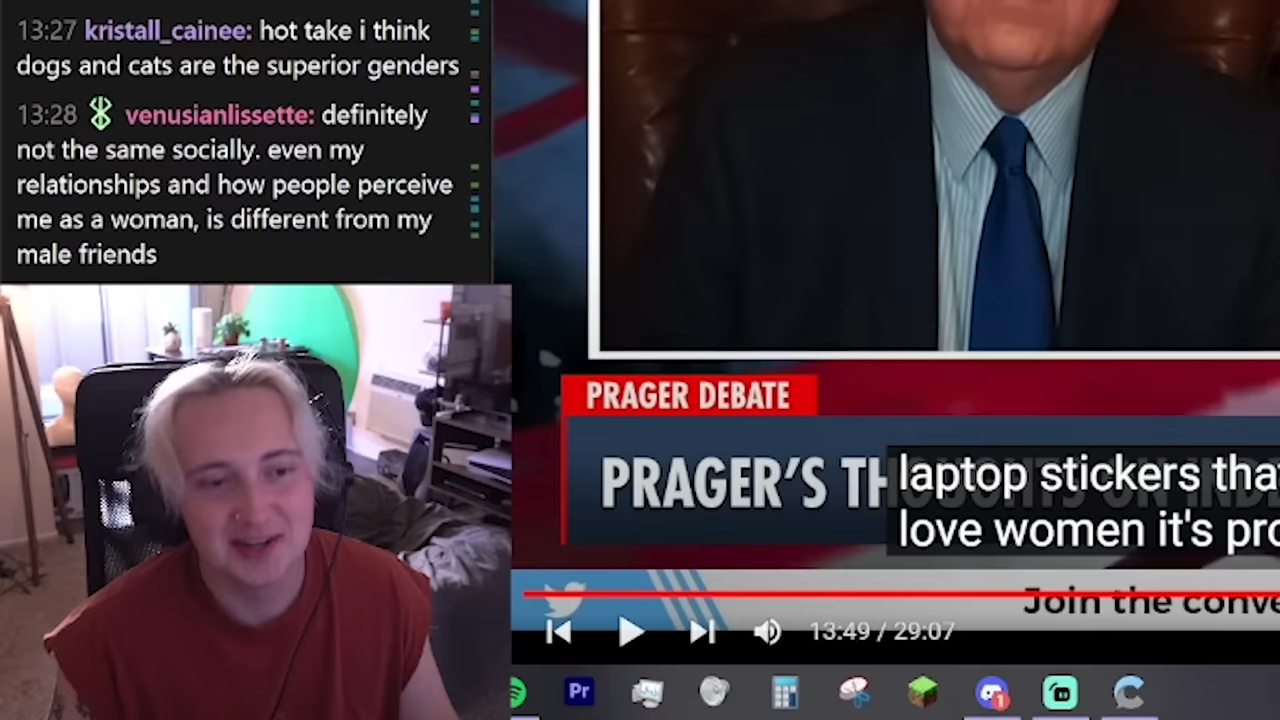 13:27 kristall_cainee: hot take i think
dogs and cats are the superior genders
13:28 venusianlissette: definitely
not the same socially. even my
relationships and how people perceive
me as a woman, is different from my
male friends
PRAGER DEBATE
PRAGER'S TH
laptop stickers tha
love women it's pro
Join the conve
13:49 / 29:07
Pr
1